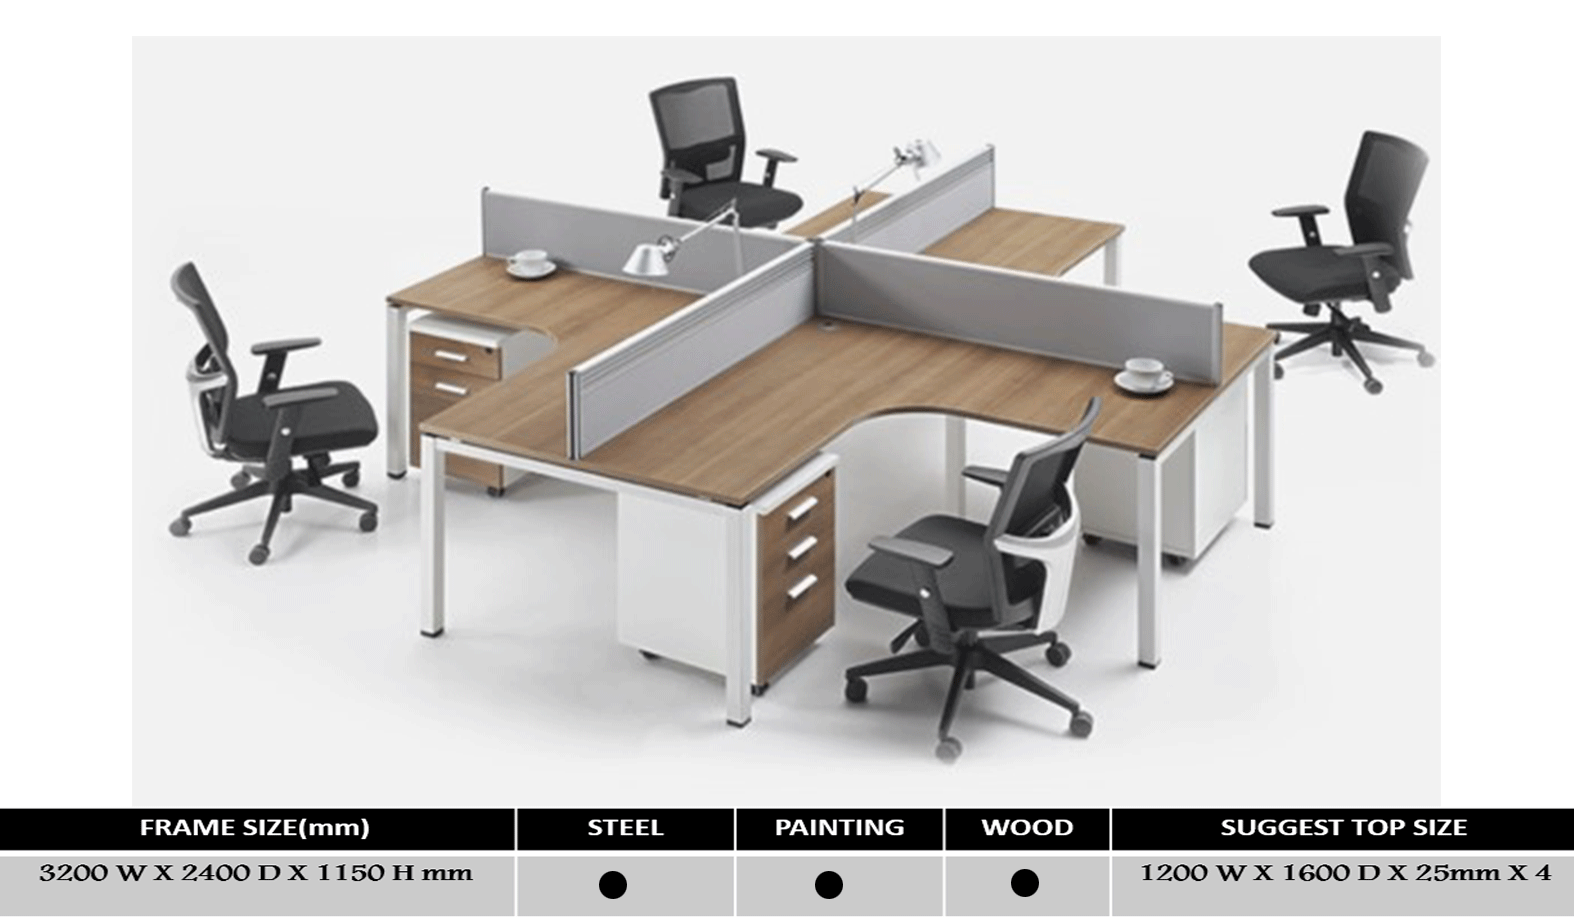 FRAME SIZE(mm) STEEL PAINTING WOOD SUGGEST TOP SIZE
3200 W X 2400 D X 1150 H mm ● ● ● 1200 W X 1600 D X 25mm X 4